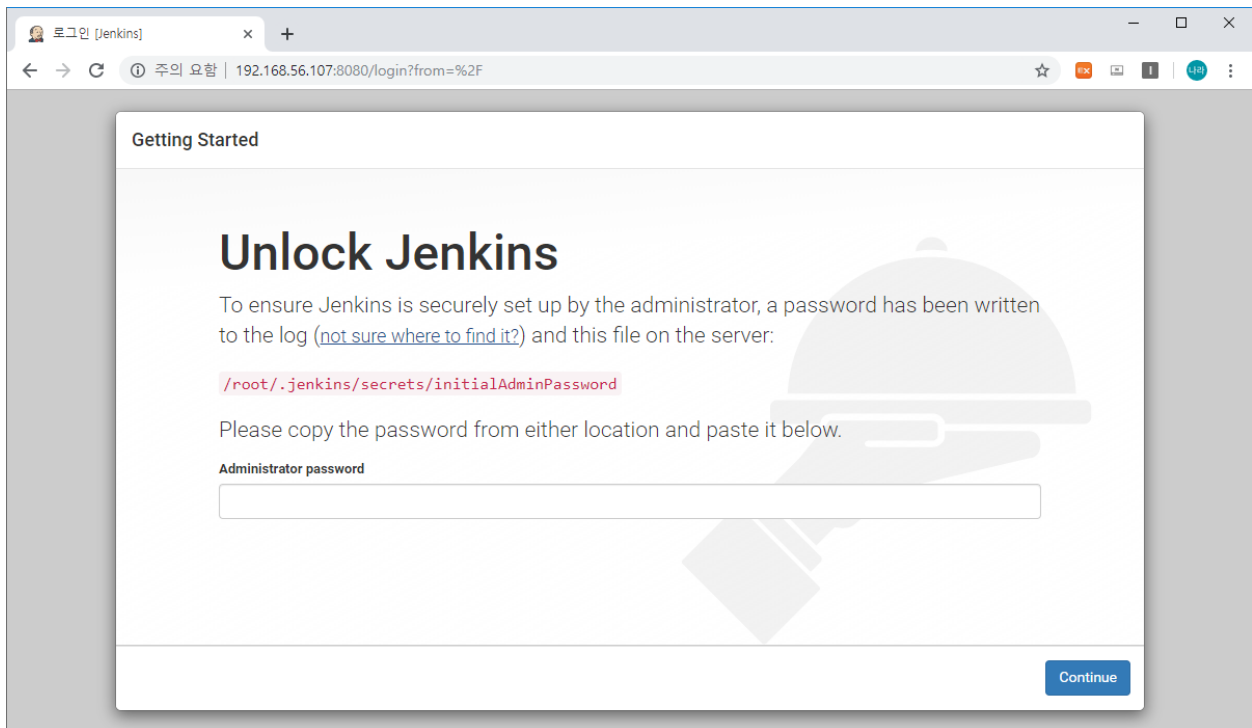 로그인 [Jenkins]
주의 요함 | 192.168.56.107:8080/login?from=%2F
나라
Getting Started
Unlock Jenkins
To ensure Jenkins is securely set up by the administrator, a password has been written
to the log (not sure where to find it?) and this file on the server:
/root/.jenkins/secrets/initialAdminPassword
Please copy the password from either location and paste it below.
Administrator password
Continue